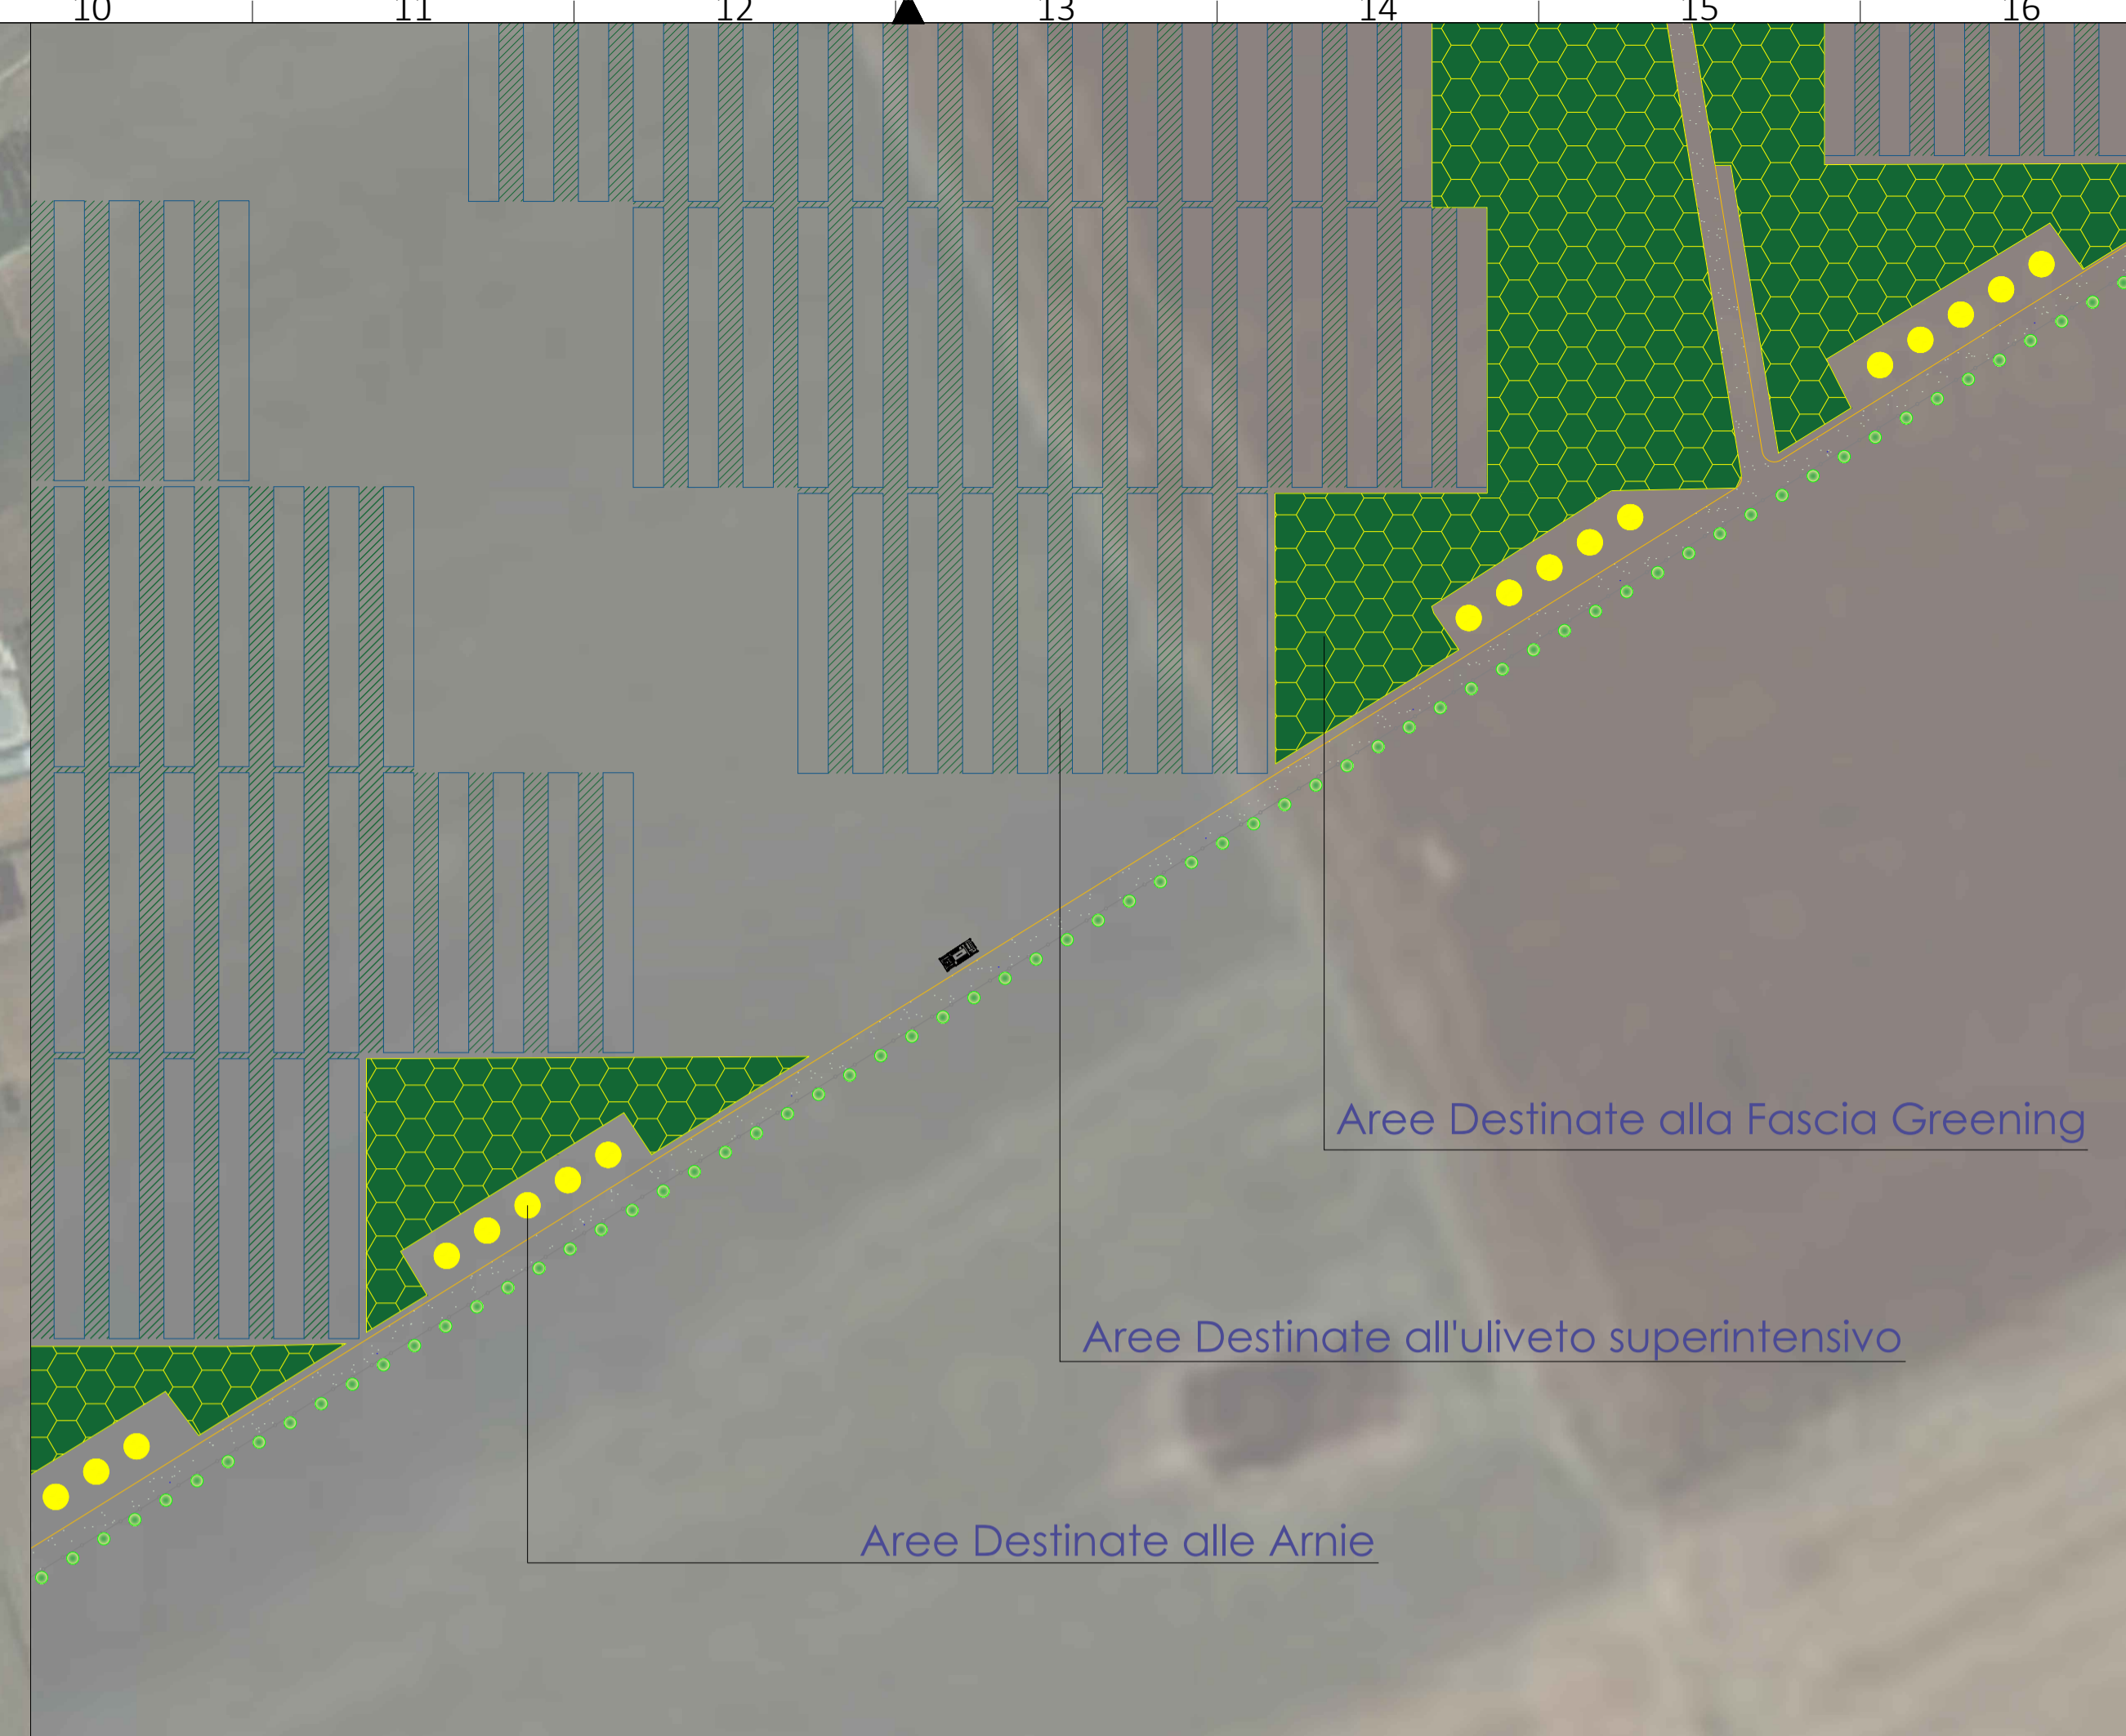 10 11 12 13 14 15 16
Aree Destinate alla Fascia Greening
Aree Destinate all'uliveto superintensivo
Aree Destinate alle Arnie